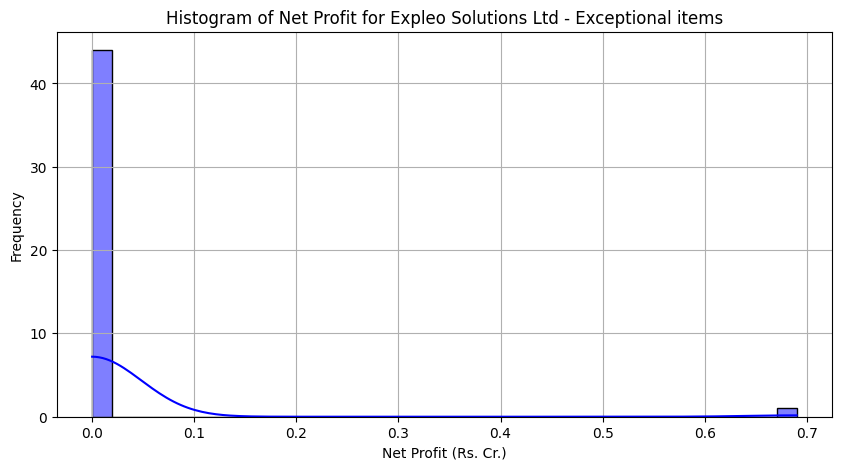 Histogram of Net Profit for Expleo Solutions Ltd - Exceptional items
Frequency
40
30
20
10
0
0.0 0.1 0.2 0.3 0.4 0.5 0.6 0.7
Net Profit (Rs. Cr.)